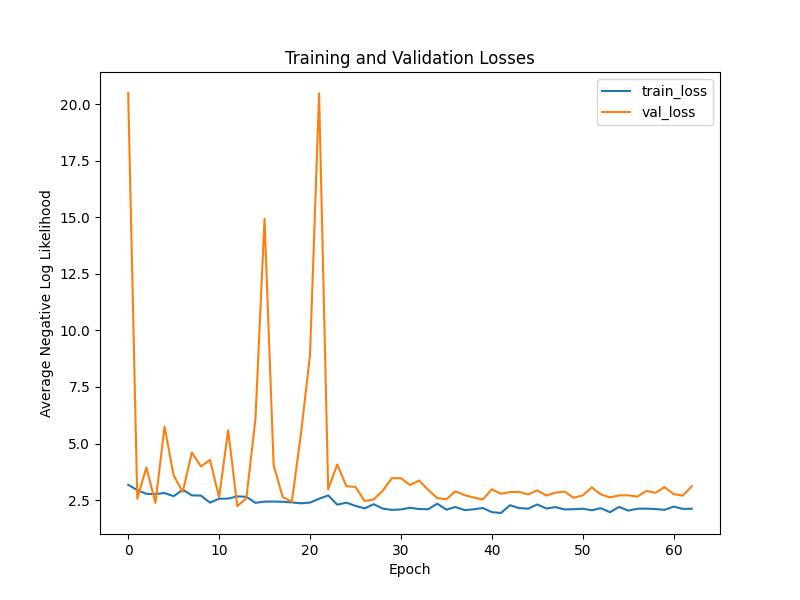 Training and Validation Losses
train_loss
val_loss
20.0
17.5
15.0
12.5
10.0
7.5
5.0
2.5
Average Negative Log Likelihood
0 10 20 30 40 50 60
Epoch